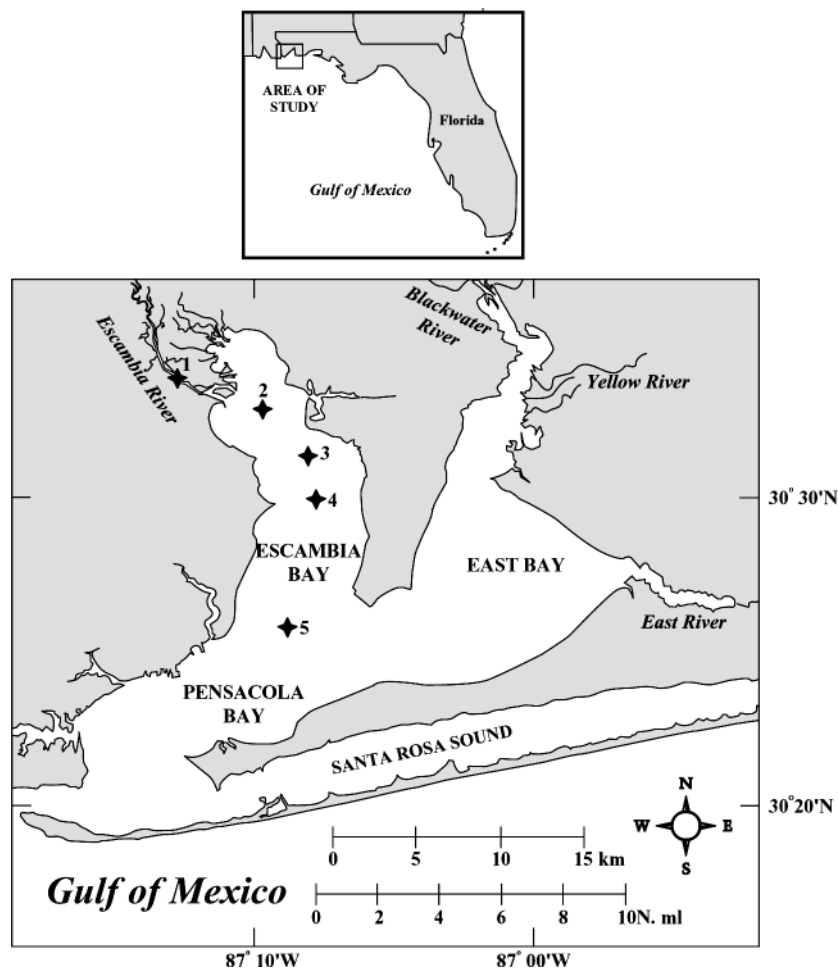 AREA OF
STUDY
Florida
Gulf of Mexico
Blackwater
River
Escambia River
1
2
Yellow River
3
4
30°30'N
ESCAMBIA
BAY
EAST BAY
5
East River
PENSACOLA
BAY
SANTA ROSA SOUND
N
W
E
S
30°20'N
0 5 10 15 km
Gulf of Mexico
0 2 4 6 8 10N. ml
87°10'W
87°00'W